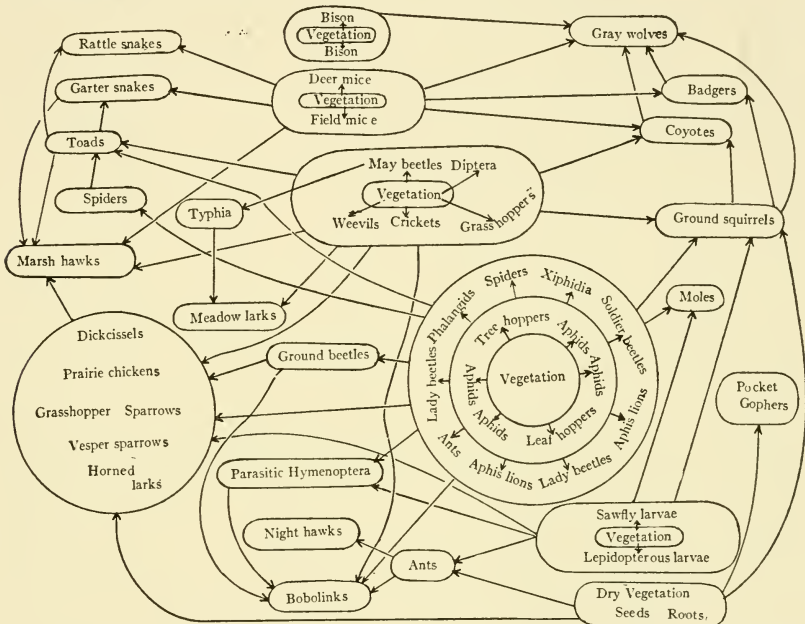 Bison
Vegetation
Bison
Gray wolves
Rattle snakes
Deer mice
Vegetation
Field mice
Garter snakes
Badgers
Coyotes
Toads
Spiders
May beetles Diptera
Vegetation
Weevils Crickets Grass hoppers
Typhia
Ground squirrels
Marsh hawks
Meadow larks
Moles
Phalangids Spiders Xiphidia Soldier beetles
Tree hoppers Aphids Aphids
Lady beetles Aphids Vegetation
Aphids Leaf hoppers
Ants Aphis lions Lady beetles Aphis lions
Dickcissels
Prairie chickens
Grasshopper Sparrows
Vesper sparrows
Horned
larks
Ground beetles
Pocket
Gophers
Parasitic Hymenoptera
Night hawks
Ants
Bobolinks
Sawfly larvae
Vegetation
Lepidopterous larvae
Dry Vegetation
Seeds Roots,